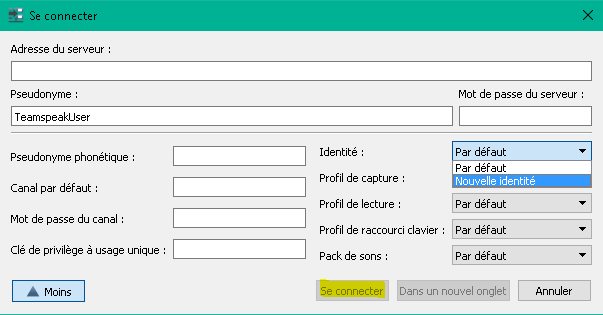 Se connecter
Adresse du serveur :
Pseudonyme :
Mot de passe du serveur :
TeamspeakUser
Pseudonyme phonétique :
Identité :
Par défaut
Par défaut
Nouvelle identité
Canal par défaut :
Profil de capture :
Mot de passe du canal :
Profil de lecture :
Par défaut
Clé de privilège à usage unique :
Profil de raccourci clavier :
Par défaut
Pack de sons :
Par défaut
Moins
Se connecter
Dans un nouvel onglet
Annuler